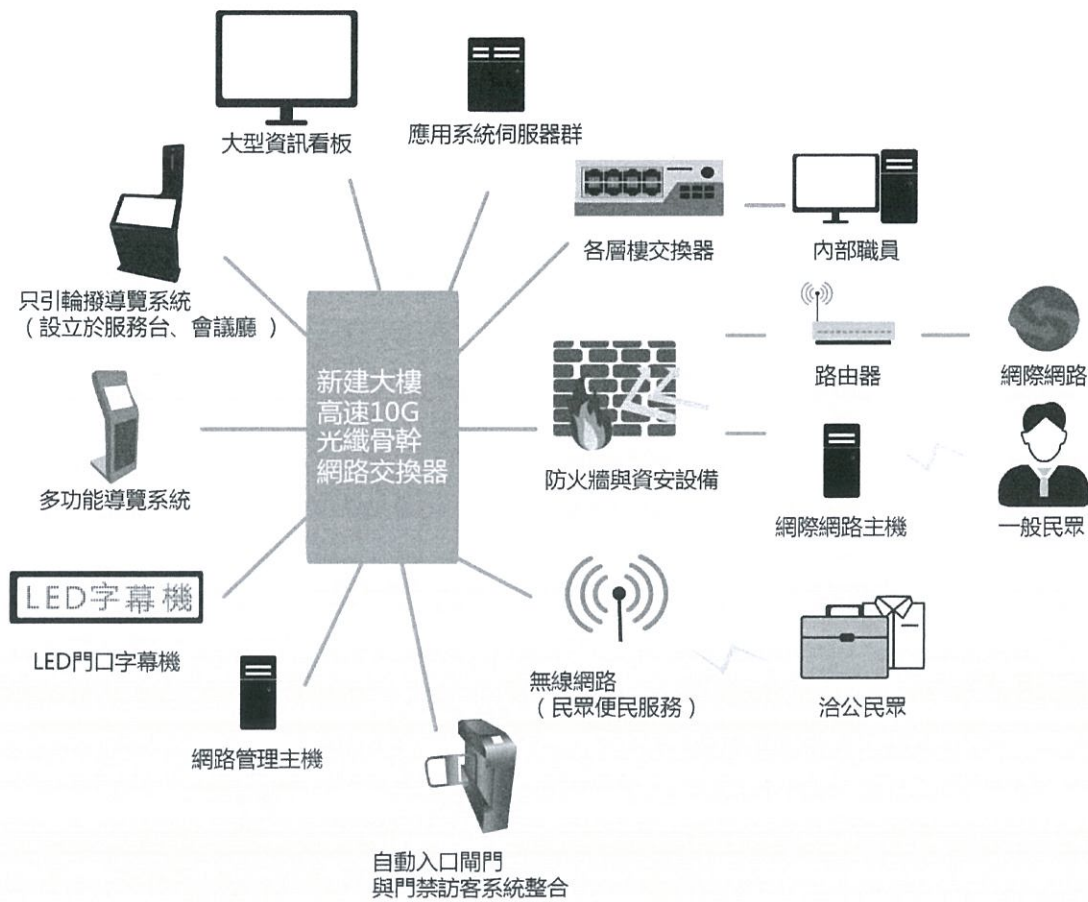 大型資訊看板
應用系統伺服器群
各層樓交換器
內部職員
只引輪撥導覽系統
（設立於服務台、會議廳 ）
路由器
網際網路
新建大樓
高速10G
光纖骨幹
網路交換器
防火牆與資安設備
多功能導覽系統
網際網路主機
一般民眾
LED字幕機
LED門口字幕機
無線網路
（民眾便民服務）
洽公民眾
網路管理主機
自動入口閘門
與門禁訪客系統整合